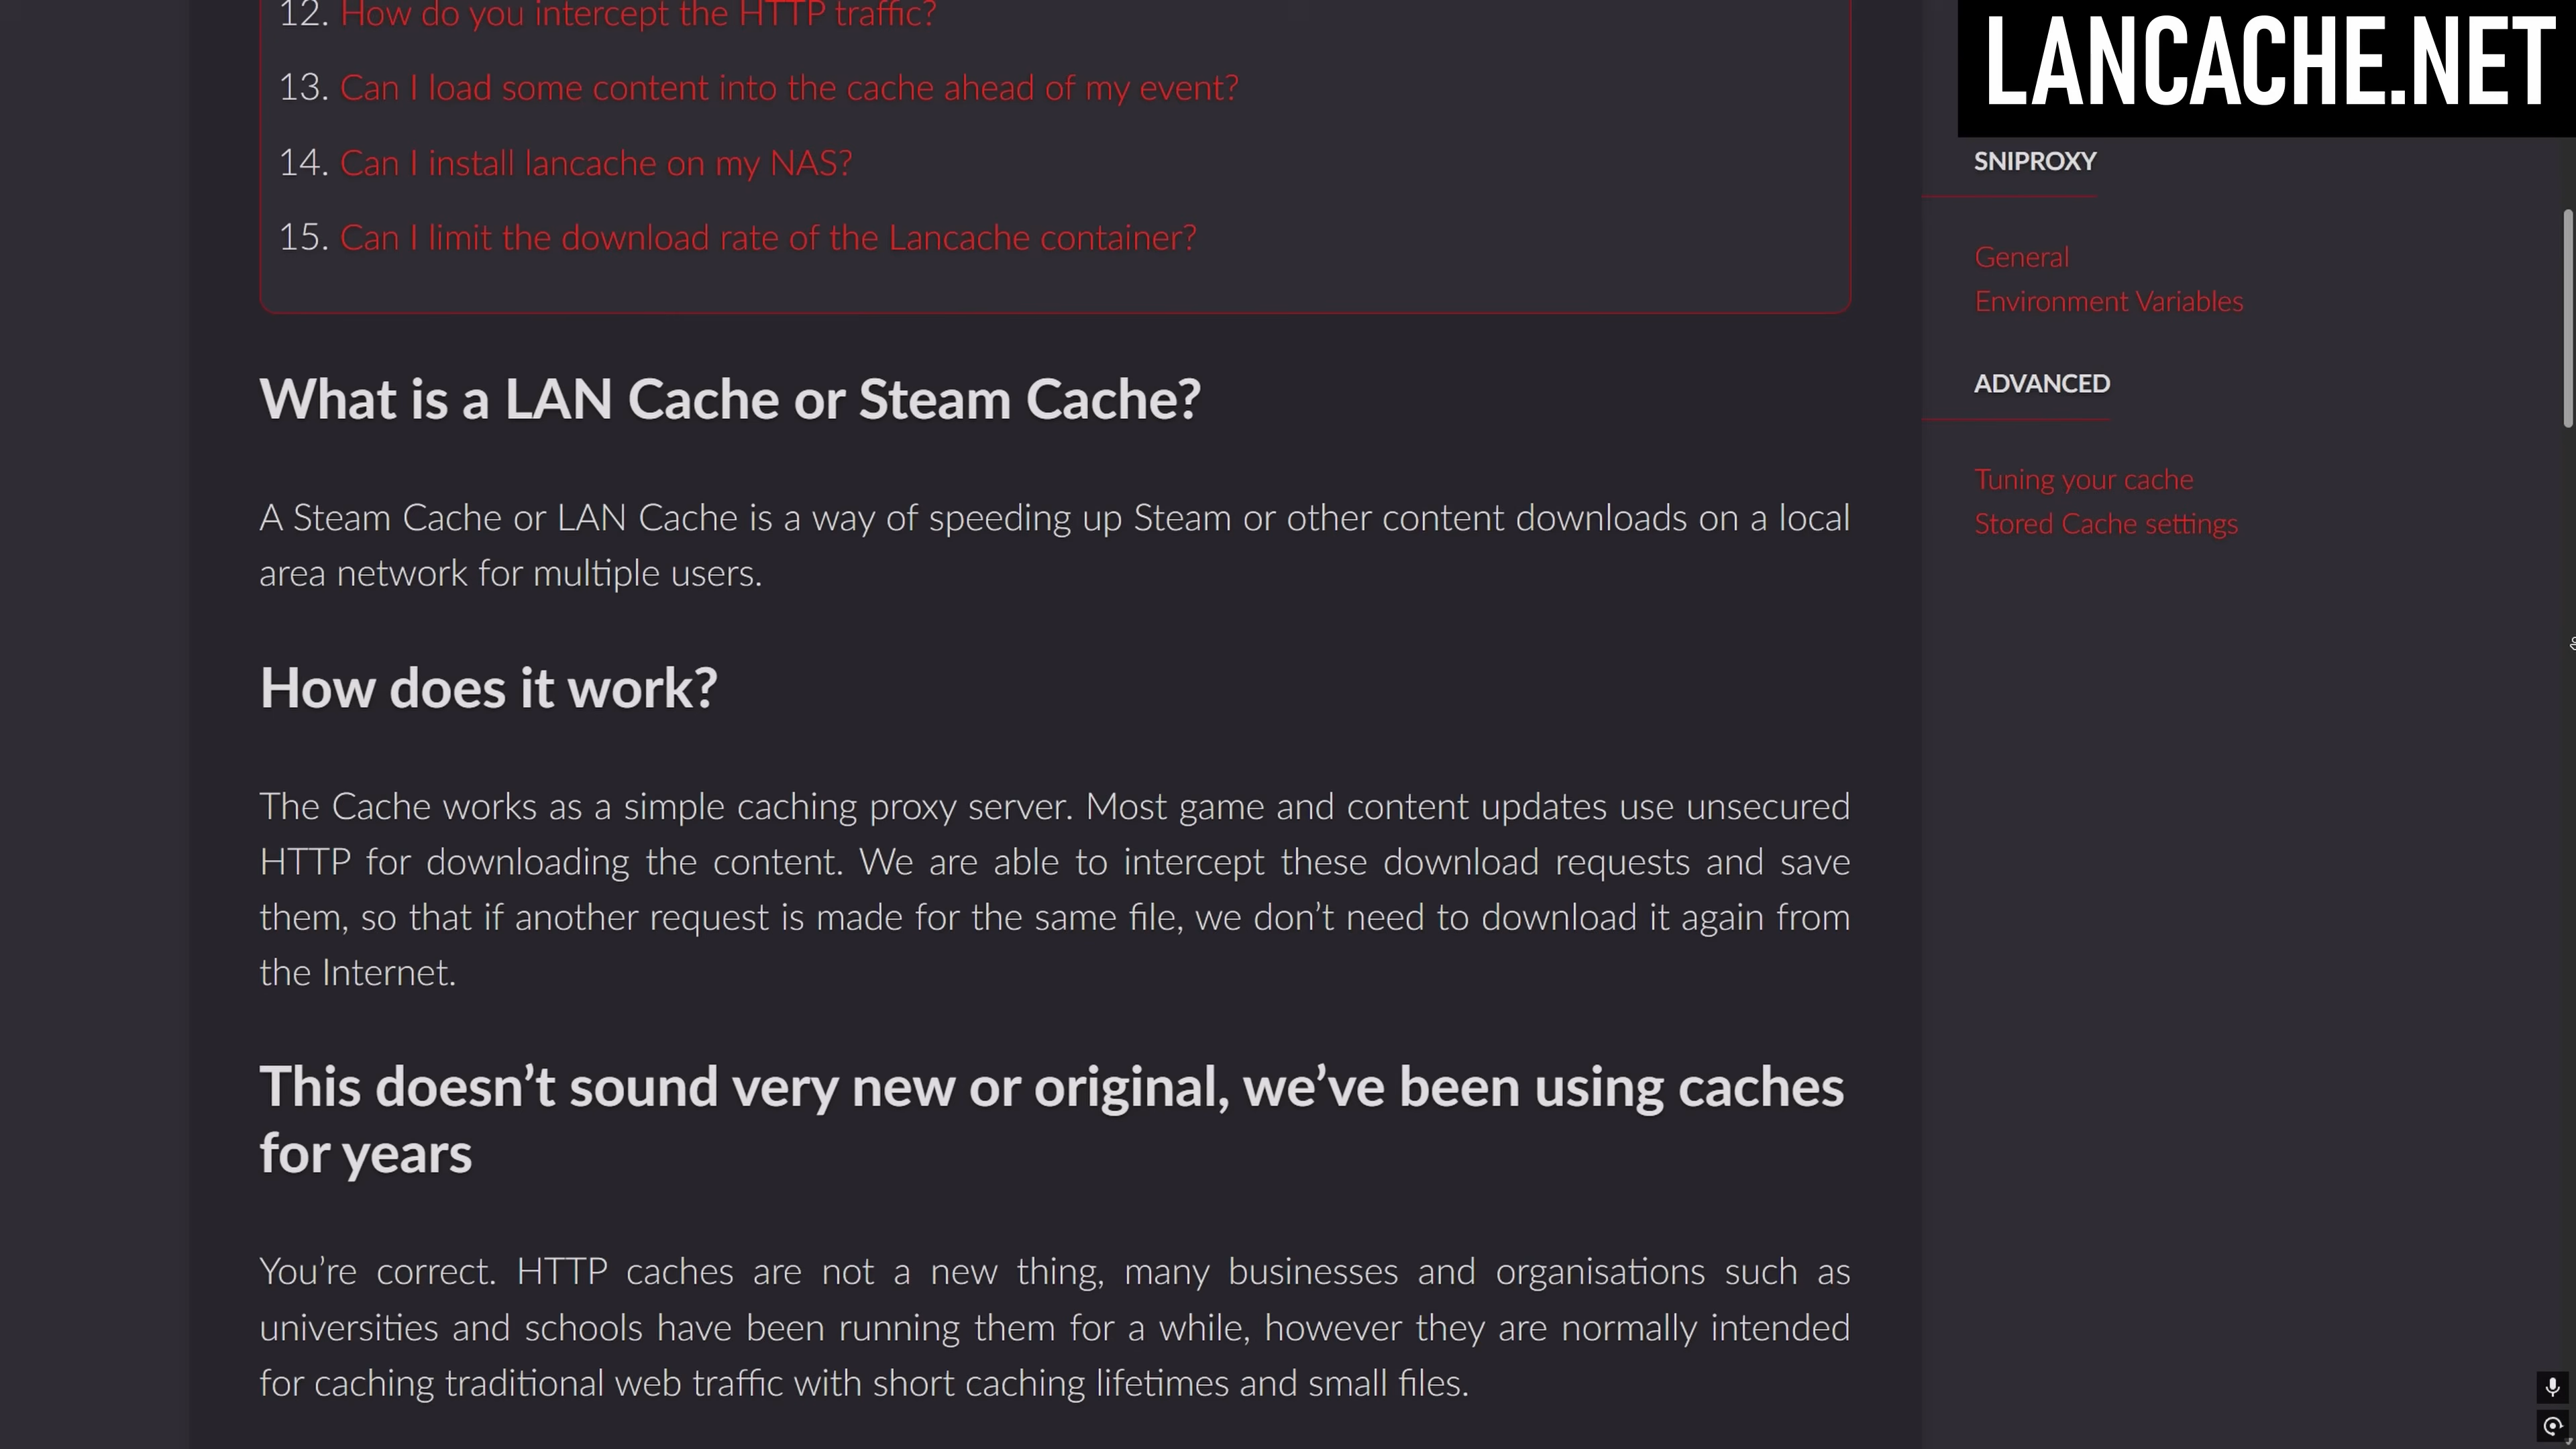 12. How do you intercept the HTTP traffic?
13. Can I load some content into the cache ahead of my event?
14. Can I install lancache on my NAS?
15. Can I limit the download rate of the Lancache container?
What is a LAN Cache or Steam Cache?
A Steam Cache or LAN Cache is a way of speeding up Steam or other content downloads on a local
area network for multiple users.
How does it work?
The Cache works as a simple caching proxy server. Most game and content updates use unsecured
HTTP for downloading the content. We are able to intercept these download requests and save
them, so that if another request is made for the same file, we don’t need to download it again from
the Internet.
This doesn’t sound very new or original, we’ve been using caches
for years
You’re correct. HTTP caches are not a new thing, many businesses and organisations such as
universities and schools have been running them for a while, however they are normally intended
for caching traditional web traffic with short caching lifetimes and small files.
LANCACHE.NET
SNIPROXY
General
Environment Variables
ADVANCED
Tuning your cache
Stored Cache settings